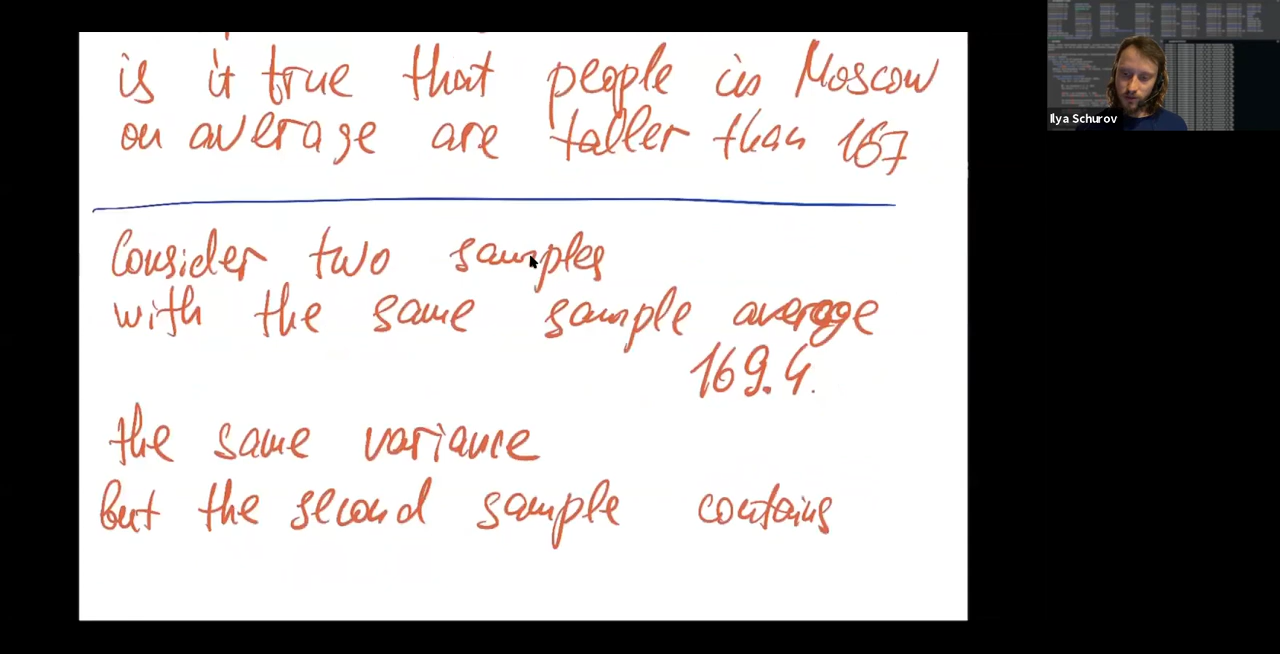 is it true that people in Moscow
on average are taller than 167
Consider two samples
with the same sample average
169.4.
the same variance
but the second sample contains
Ilya Schurov